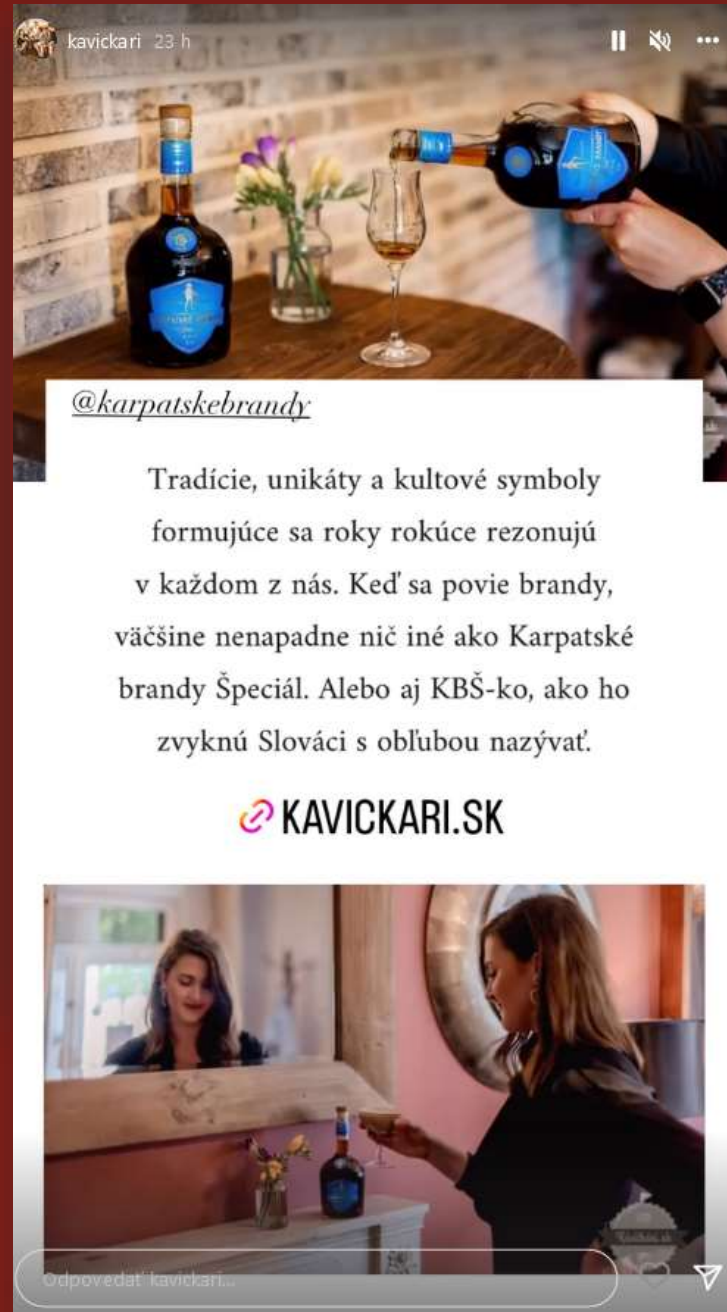 kavickari 23 h
@karpatskebrandy
Tradície, unikáty a kultové symboly
formujúce sa roky rokúce rezonujú
v každom z nás. Keď sa povie brandy,
väčšine nenapadne nič iné ako Karpatské
brandy Špeciál. Alebo aj KBŠ-ko, ako ho
zvyknú Slováci s obľubou nazývať.
KAVICKARI.SK
Odpovedať kavickari...